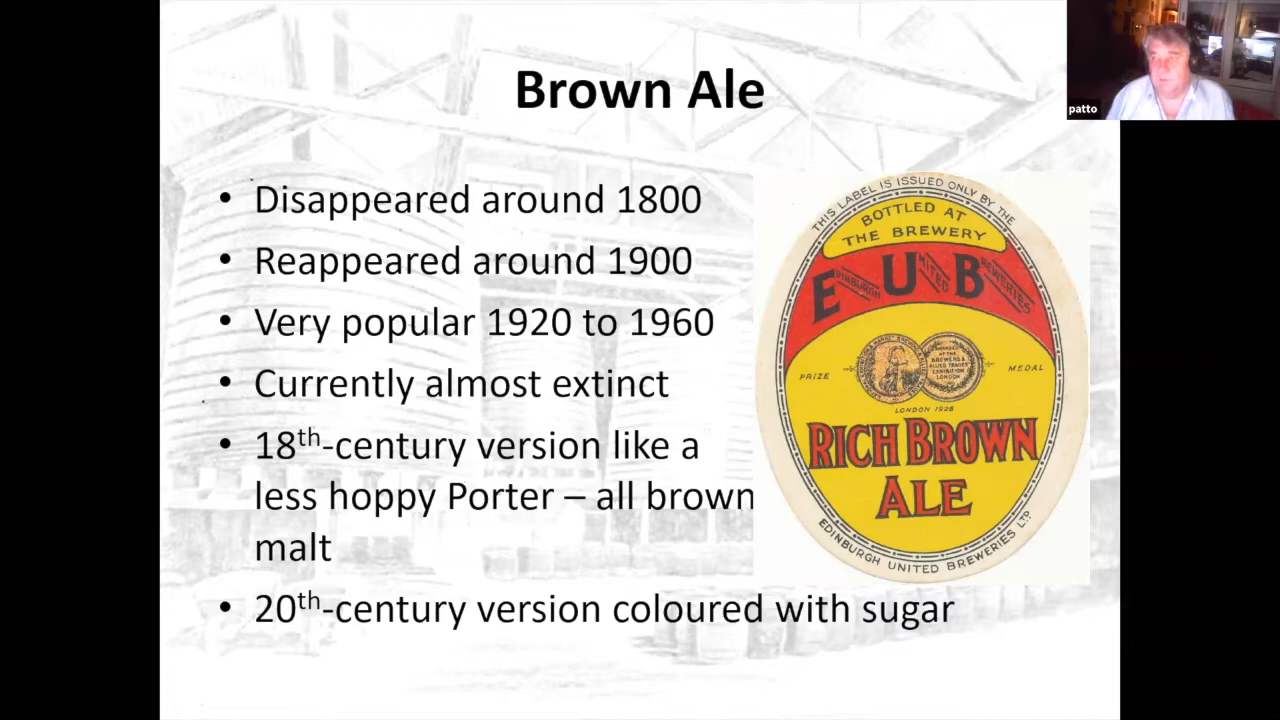 Brown Ale
patto
• Disappeared around 1800
• Reappeared around 1900
• Very popular 1920 to 1960
• Currently almost extinct
• 18th-century version like a
less hoppy Porter – all brown
malt
• 20th-century version coloured with sugar
THIS LABEL IS ISSUED ONLY BY THE
BOTTLED AT
THE BREWERY
EDINBURGH UNITED BREWERIES
PRIZE MEDAL
LONDON 1926
RICH BROWN
ALE
EDINBURGH UNITED BREWERIES LTD